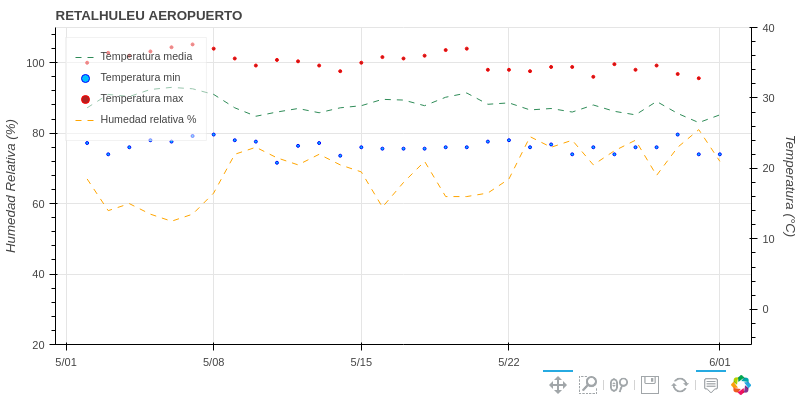 RETALHULEU AEROPUERTO
Temperatura media
Temperatura min
Temperatura max
Humedad relativa %
Humedad Relativa (%)
100
80
60
40
20
Temperatura (°C)
40
30
20
10
0
5/01
5/08
5/15
5/22
6/01